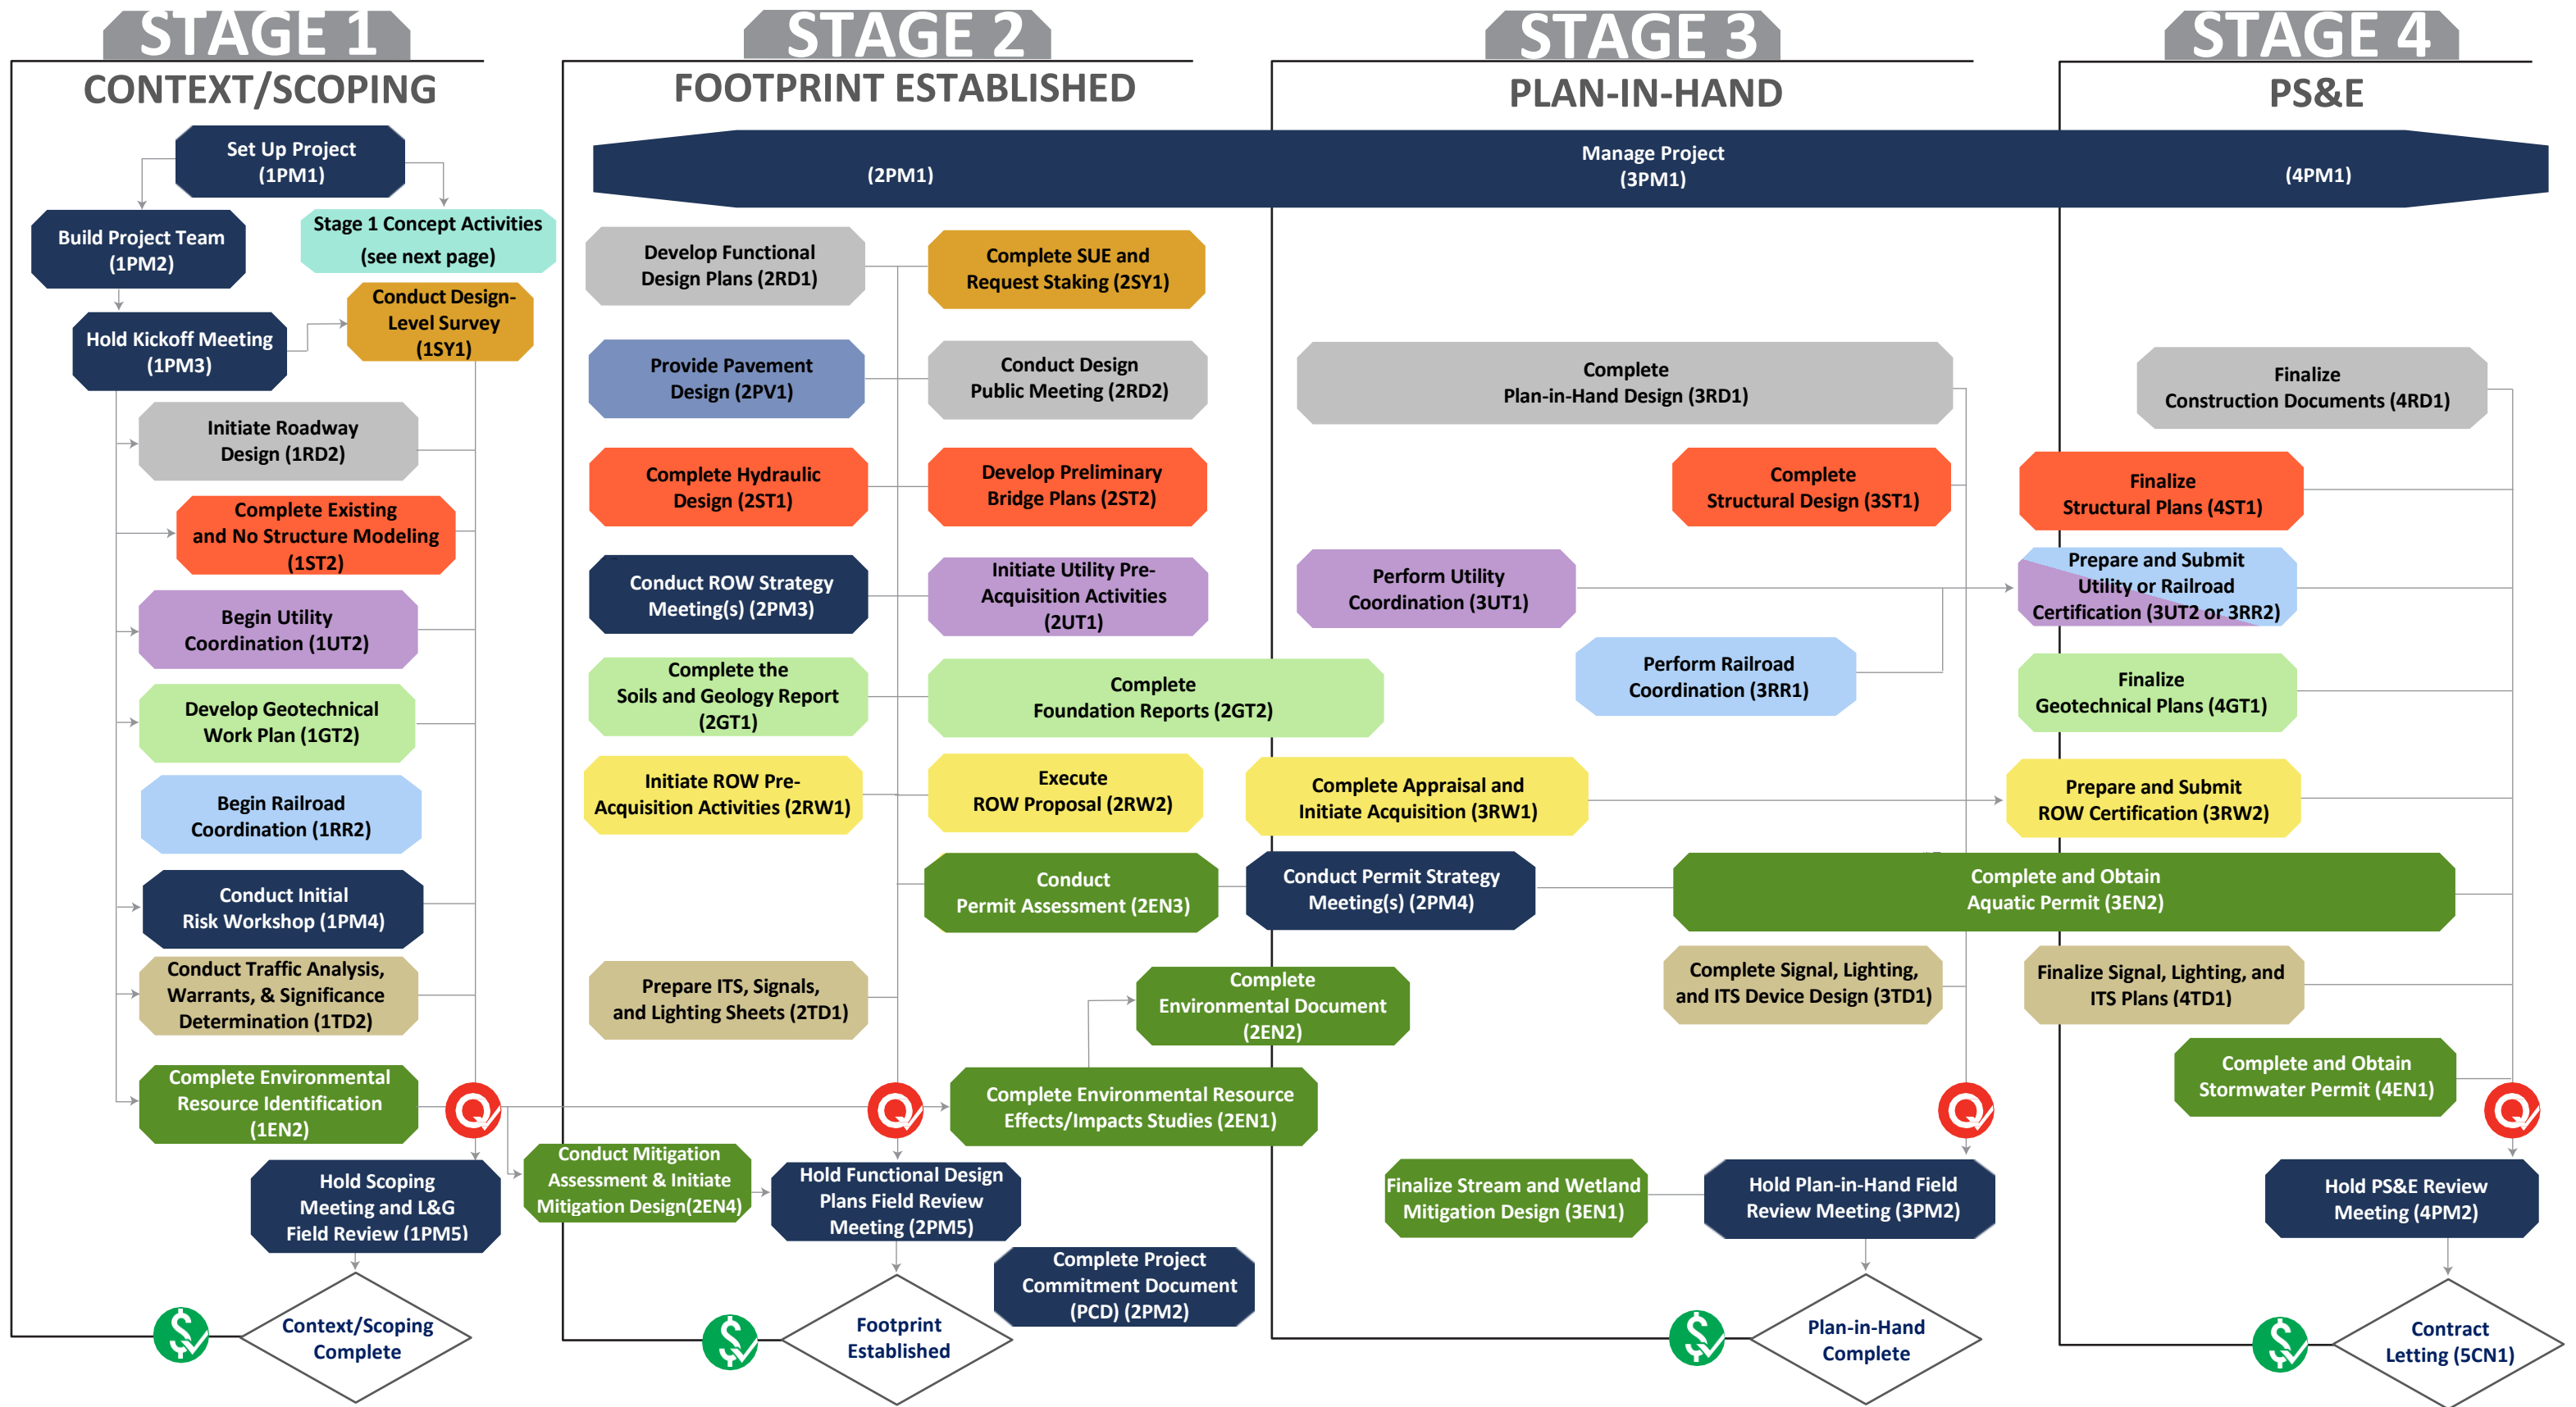 STAGE 1
CONTEXT/SCOPING
Set Up Project
(1PM1)
Build Project Team
(1PM2)
Stage 1 Concept Activities
(see next page)
Hold Kickoff Meeting
(1PM3)
Conduct Design-
Level Survey
(1SY1)
Initiate Roadway
Design (1RD2)
Complete Existing
and No Structure Modeling
(1ST2)
Begin Utility
Coordination (1UT2)
Develop Geotechnical
Work Plan (1GT2)
Begin Railroad
Coordination (1RR2)
Conduct Initial
Risk Workshop (1PM4)
Conduct Traffic Analysis,
Warrants, & Significance
Determination (1TD2)
Complete Environmental
Resource Identification
(1EN2)
Hold Scoping
Meeting and L&G
Field Review (1PM5)
Context/Scoping
Complete
STAGE 2
FOOTPRINT ESTABLISHED
Manage Project
(2PM1)
(3PM1)
(4PM1)
Develop Functional
Design Plans (2RD1)
Complete SUE and
Request Staking (2SY1)
Provide Pavement
Design (2PV1)
Conduct Design
Public Meeting (2RD2)
Complete Hydraulic
Design (2ST1)
Develop Preliminary
Bridge Plans (2ST2)
Conduct ROW Strategy
Meeting(s) (2PM3)
Initiate Utility Pre-
Acquisition Activities
(2UT1)
Complete the
Soils and Geology Report
(2GT1)
Complete
Foundation Reports (2GT2)
Initiate ROW Pre-
Acquisition Activities (2RW1)
Execute
ROW Proposal (2RW2)
Conduct
Permit Assessment (2EN3)
Conduct Permit Strategy
Meeting(s) (2PM4)
Prepare ITS, Signals,
and Lighting Sheets (2TD1)
Complete
Environmental Document
(2EN2)
Complete Environmental Resource
Effects/Impacts Studies (2EN1)
Conduct Mitigation
Assessment & Initiate
Mitigation Design(2EN4)
Hold Functional Design
Plans Field Review
Meeting (2PM5)
Complete Project
Commitment Document
(PCD) (2PM2)
Footprint
Established
STAGE 3
PLAN-IN-HAND
Complete
Plan-in-Hand Design (3RD1)
Complete
Structural Design (3ST1)
Perform Utility
Coordination (3UT1)
Perform Railroad
Coordination (3RR1)
Complete Appraisal and
Initiate Acquisition (3RW1)
Complete and Obtain
Aquatic Permit (3EN2)
Complete Signal, Lighting,
and ITS Device Design (3TD1)
Finalize Stream and Wetland
Mitigation Design (3EN1)
Hold Plan-in-Hand Field
Review Meeting (3PM2)
Plan-in-Hand
Complete
STAGE 4
PS&E
Finalize
Construction Documents (4RD1)
Finalize
Structural Plans (4ST1)
Prepare and Submit
Utility or Railroad
Certification (3UT2 or 3RR2)
Finalize
Geotechnical Plans (4GT1)
Prepare and Submit
ROW Certification (3RW2)
Finalize Signal, Lighting, and
ITS Plans (4TD1)
Complete and Obtain
Stormwater Permit (4EN1)
Hold PS&E Review
Meeting (4PM2)
Contract
Letting (5CN1)